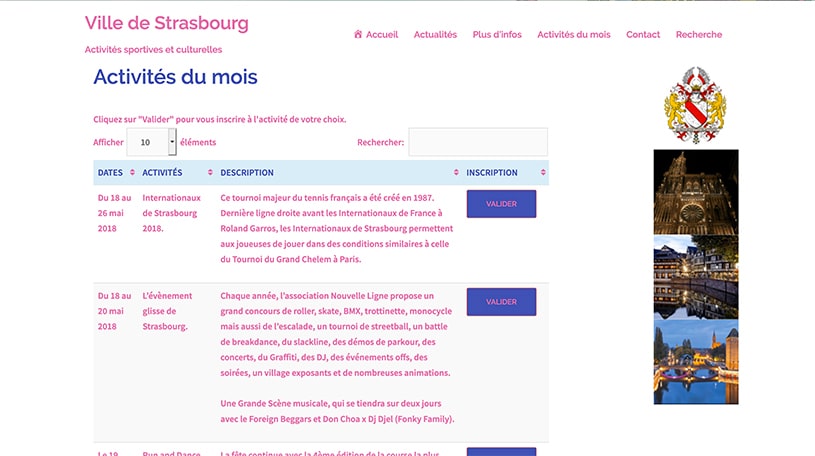 Ville de Strasbourg
Activités sportives et culturelles
Accueil Actualités Plus d'infos Activités du mois Contact Recherche
Activités du mois
Cliquez sur "Valider" pour vous inscrire à l'activité de votre choix.
Afficher 10 éléments Rechercher:
DATES ACTIVITÉS DESCRIPTION INSCRIPTION
Du 18 au 26 mai 2018
Internationaux de Strasbourg 2018.
Ce tournoi majeur du tennis français a été créé en 1987.
Dernière ligne droite avant les Internationaux de France à
Roland Garros, les Internationaux de Strasbourg permettent
aux joueuses de jouer dans des conditions similaires à celle
du Tournoi du Grand Chelem à Paris.
VALIDER
Du 18 au 20 mai 2018
L'évènement glisse de Strasbourg.
Chaque année, l'association Nouvelle Ligne propose un
grand concours de roller, skate, BMX, trottinette, monocycle
mais aussi de l'escalade, un tournoi de streetball, un battle
de breakdance, du slackline, des démos de parkour, des
concerts, du Graffiti, des DJ, des événements offs, des
soirées, un village exposants et de nombreuses animations.
Une Grande Scène musicale, qui se tiendra sur deux jours
avec le Foreign Beggars et Don Choa x Dj Djel (Fonky Family).
VALIDER
Le 19
Run and Dance
La fête continue avec la 4ème édition de la course la plus